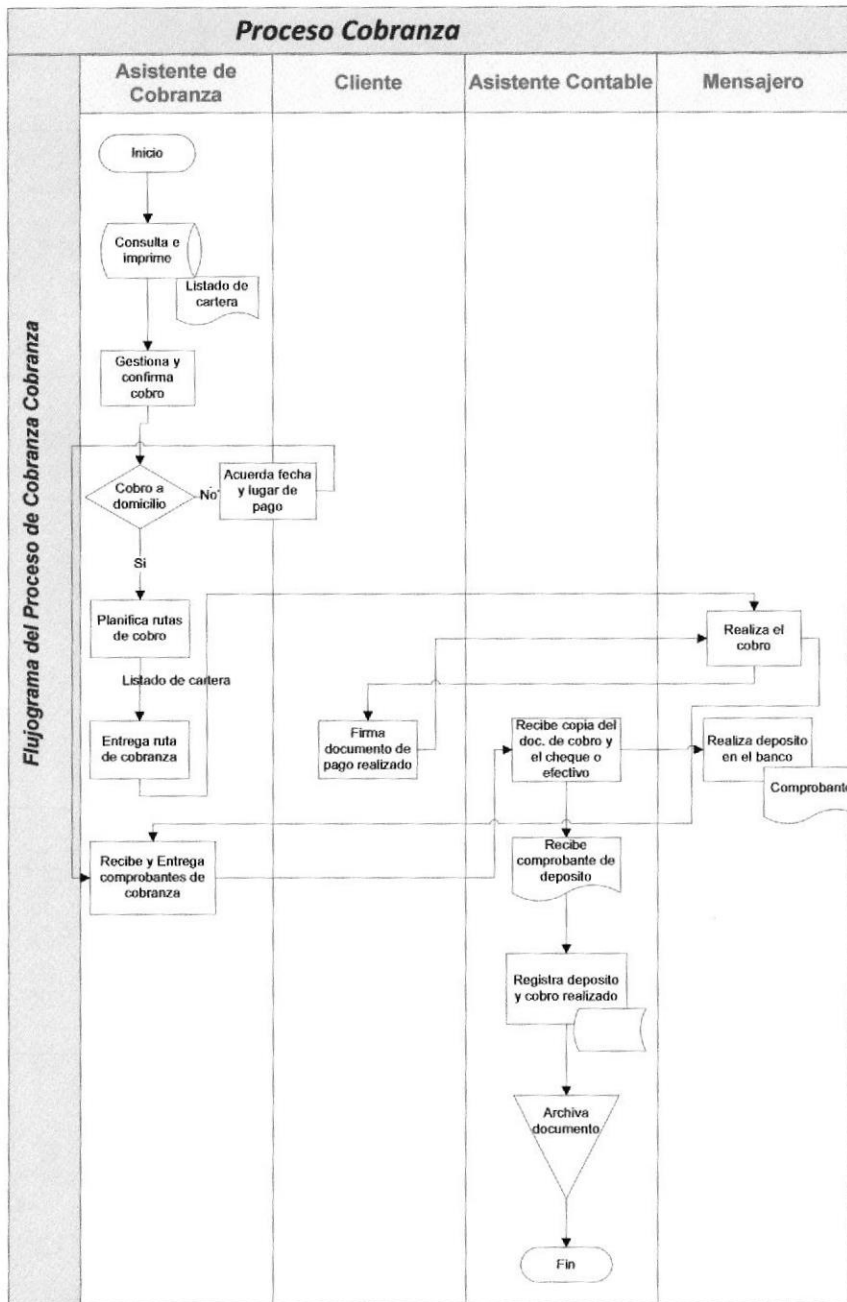 Proceso Cobranza
Flujograma del Proceso de Cobranza Cobranza
Asistente de
Cobranza
Cliente
Asistente Contable
Mensajero
Inicio
Consulta e
imprime
Listado de
cartera
Gestiona y
confirma
cobro
Cobro a
domicilio
No
Acuerda fecha
y lugar de
pago
Si
Planifica rutas
de cobro
Realiza el
cobro
Listado de cartera
Entrega ruta
de cobranza
Firma
documento de
pago realizado
Recibe copia del
doc. de cobro y
el cheque o
efectivo
Realiza deposito
en el banco
Comprobante
Recibe y Entrega
comprobantes de
cobranza
Recibe
comprobante de
deposito
Registra deposito
y cobro realizado
Archiva
documento
Fin